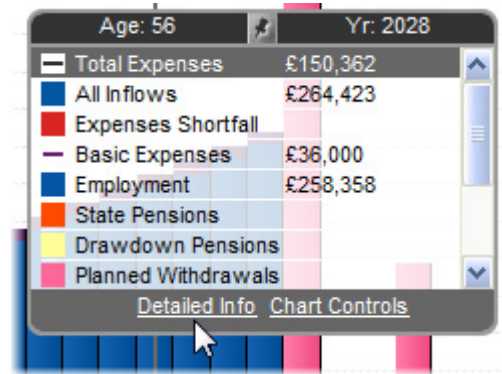 Age: 56 Yr: 2028
Total Expenses £150,362
All Inflows £264,423
Expenses Shortfall
Basic Expenses £36,000
Employment £258,358
State Pensions
Drawdown Pensions
Planned Withdrawals
Detailed Info Chart Controls